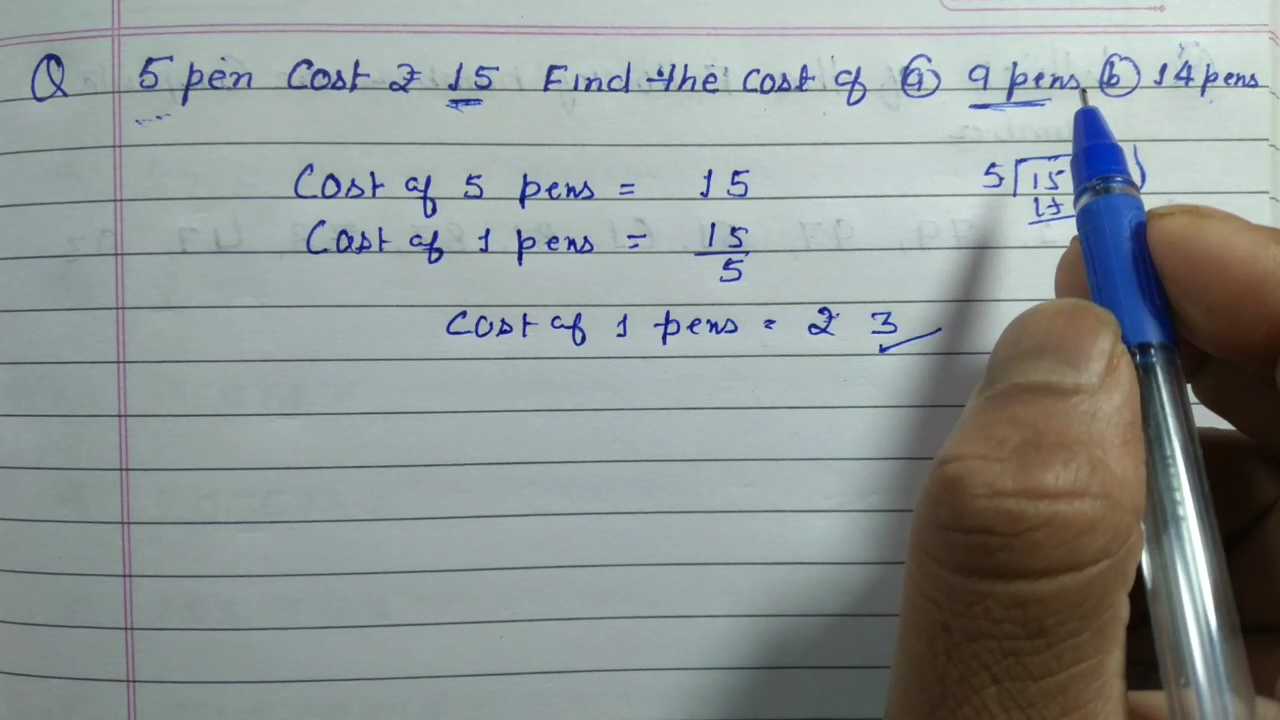 Q 5 pen Cost ₹ 15 Find the cost of (a) 9 pens (b) 14 pens
Cost of 5 pens = 15
5 ) 15 (
15
Cost of 1 pens = 15/5
Cost of 1 pens = ₹ 3